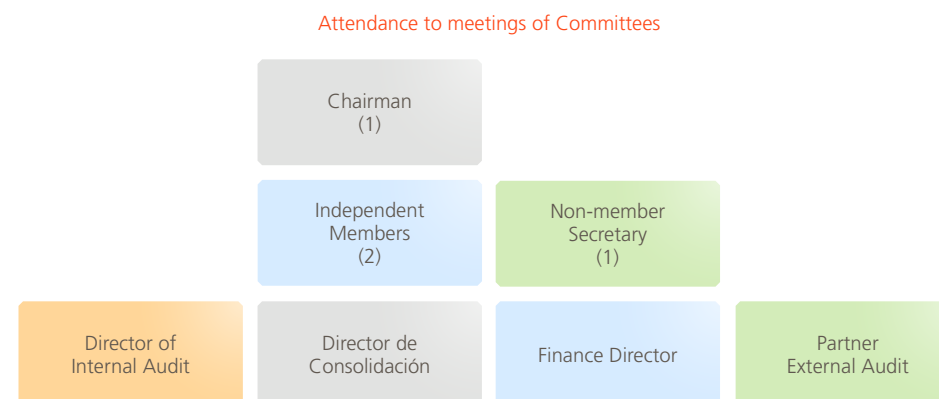 Attendance to meetings of Committees
Chairman
(1)
Independent
Members
(2)
Non-member
Secretary
(1)
Director of
Internal Audit
Director de
Consolidación
Finance Director
Partner
External Audit